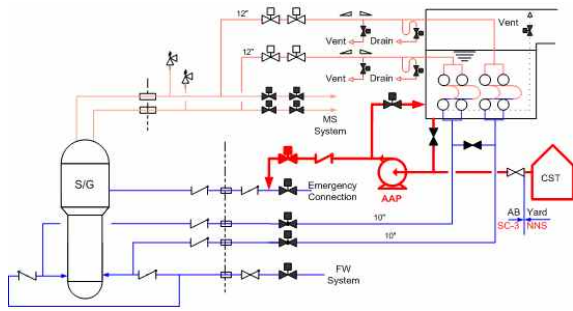 12"
Vent
Drain
Vent
12"
Vent
Drain
MS
System
S/G
AAP
CST
Emergency
Connection
AB
Yard
SC-3
NNS
10"
10"
FW
System